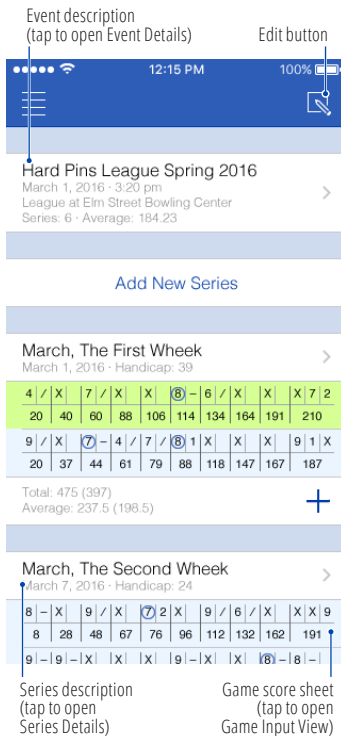 Event description
(tap to open Event Details)
Edit button
12:15 PM
100%
Hard Pins League Spring 2016
March 1, 2016 · 3:20 pm
League at Elm Street Bowling Center
Series: 6 · Average: 184.23
Add New Series
March, The First Wheek
March 1, 2016 · Handicap: 39
4 / X 7 / X X 8 – 6 / X X X 7 2
20 40 60 88 106 114 134 164 191 210
9 / X 7 – 4 / 7 / 8 1 X X X 9 1 X
20 37 44 61 79 88 118 147 167 187
Total: 475 (397)
Average: 237.5 (198.5)
March, The Second Wheek
March 7, 2016 · Handicap: 24
8 – X 9 / X 7 2 X 9 / 6 / X X X 9
8 28 48 67 76 96 112 132 162 191
9 – 9 – X X X 9 – X X 8 – 8 –
Series description
(tap to open
Series Details)
Game score sheet
(tap to open
Game Input View)